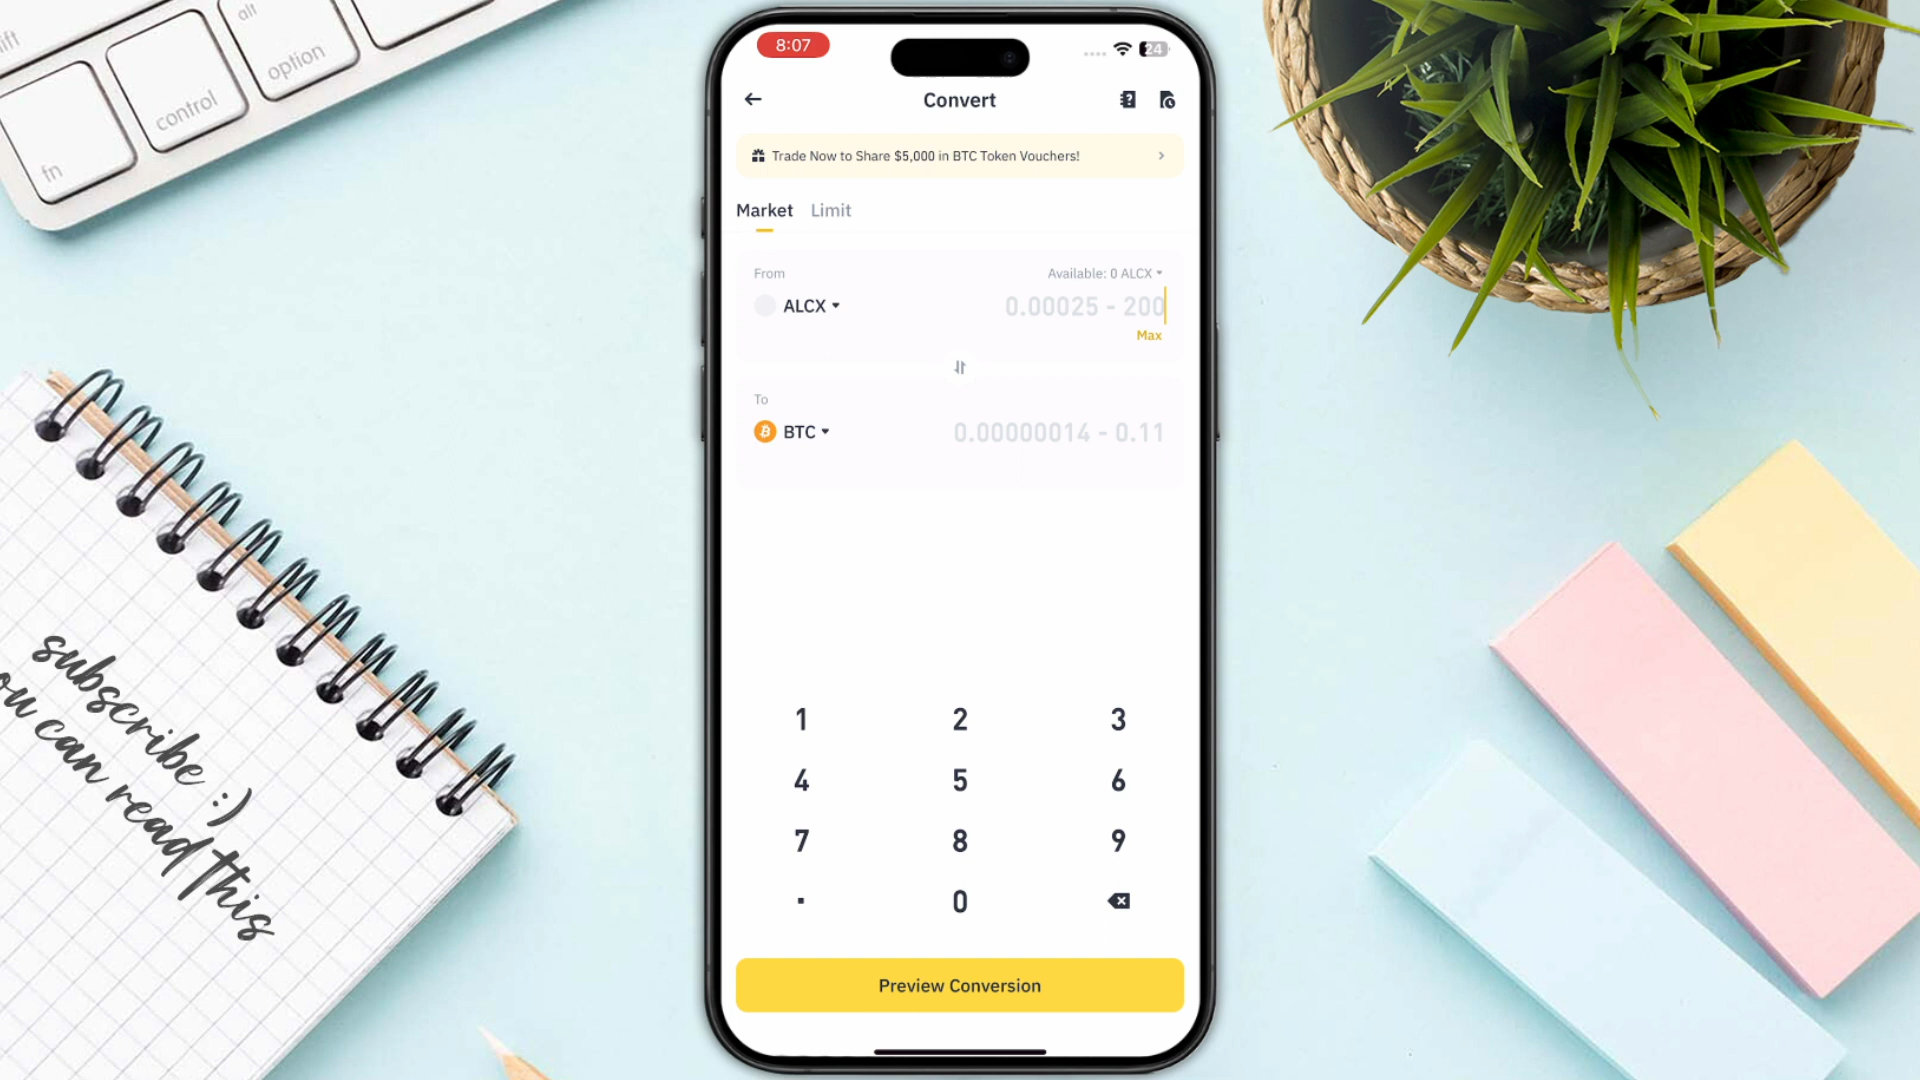 alt
option
control
fn
subscribe :)
you can read this
8:07
24
Convert
Trade Now to Share $5,000 in BTC Token Vouchers!
Market Limit
From
Available: 0 ALCX
ALCX
0.00025 - 200
Max
To
BTC
0.00000014 - 0.11
1 2 3
4 5 6
7 8 9
. 0
Preview Conversion